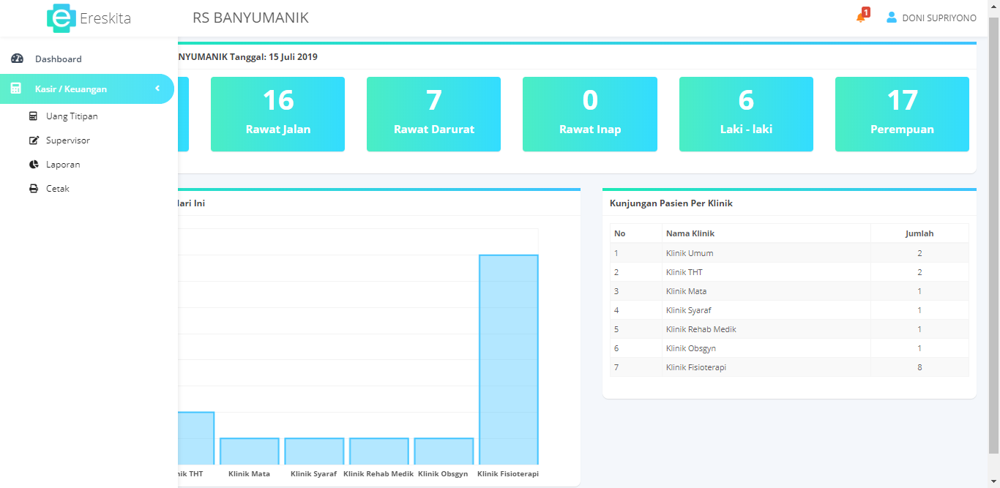 e Ereskita
RS BANYUMANIK
1
DONI SUPRIYONO
Dashboard
Kasir / Keuangan
Uang Titipan
Supervisor
Laporan
Cetak
NYUMANIK Tanggal: 15 Juli 2019
16
Rawat Jalan
7
Rawat Darurat
0
Rawat Inap
6
Laki - laki
17
Perempuan
ari Ini
nik THT
Klinik Mata
Klinik Syaraf
Klinik Rehab Medik
Klinik Obsgyn
Klinik Fisioterapi
Kunjungan Pasien Per Klinik
No Nama Klinik Jumlah
1 Klinik Umum 2
2 Klinik THT 2
3 Klinik Mata 1
4 Klinik Syaraf 1
5 Klinik Rehab Medik 1
6 Klinik Obsgyn 1
7 Klinik Fisioterapi 8